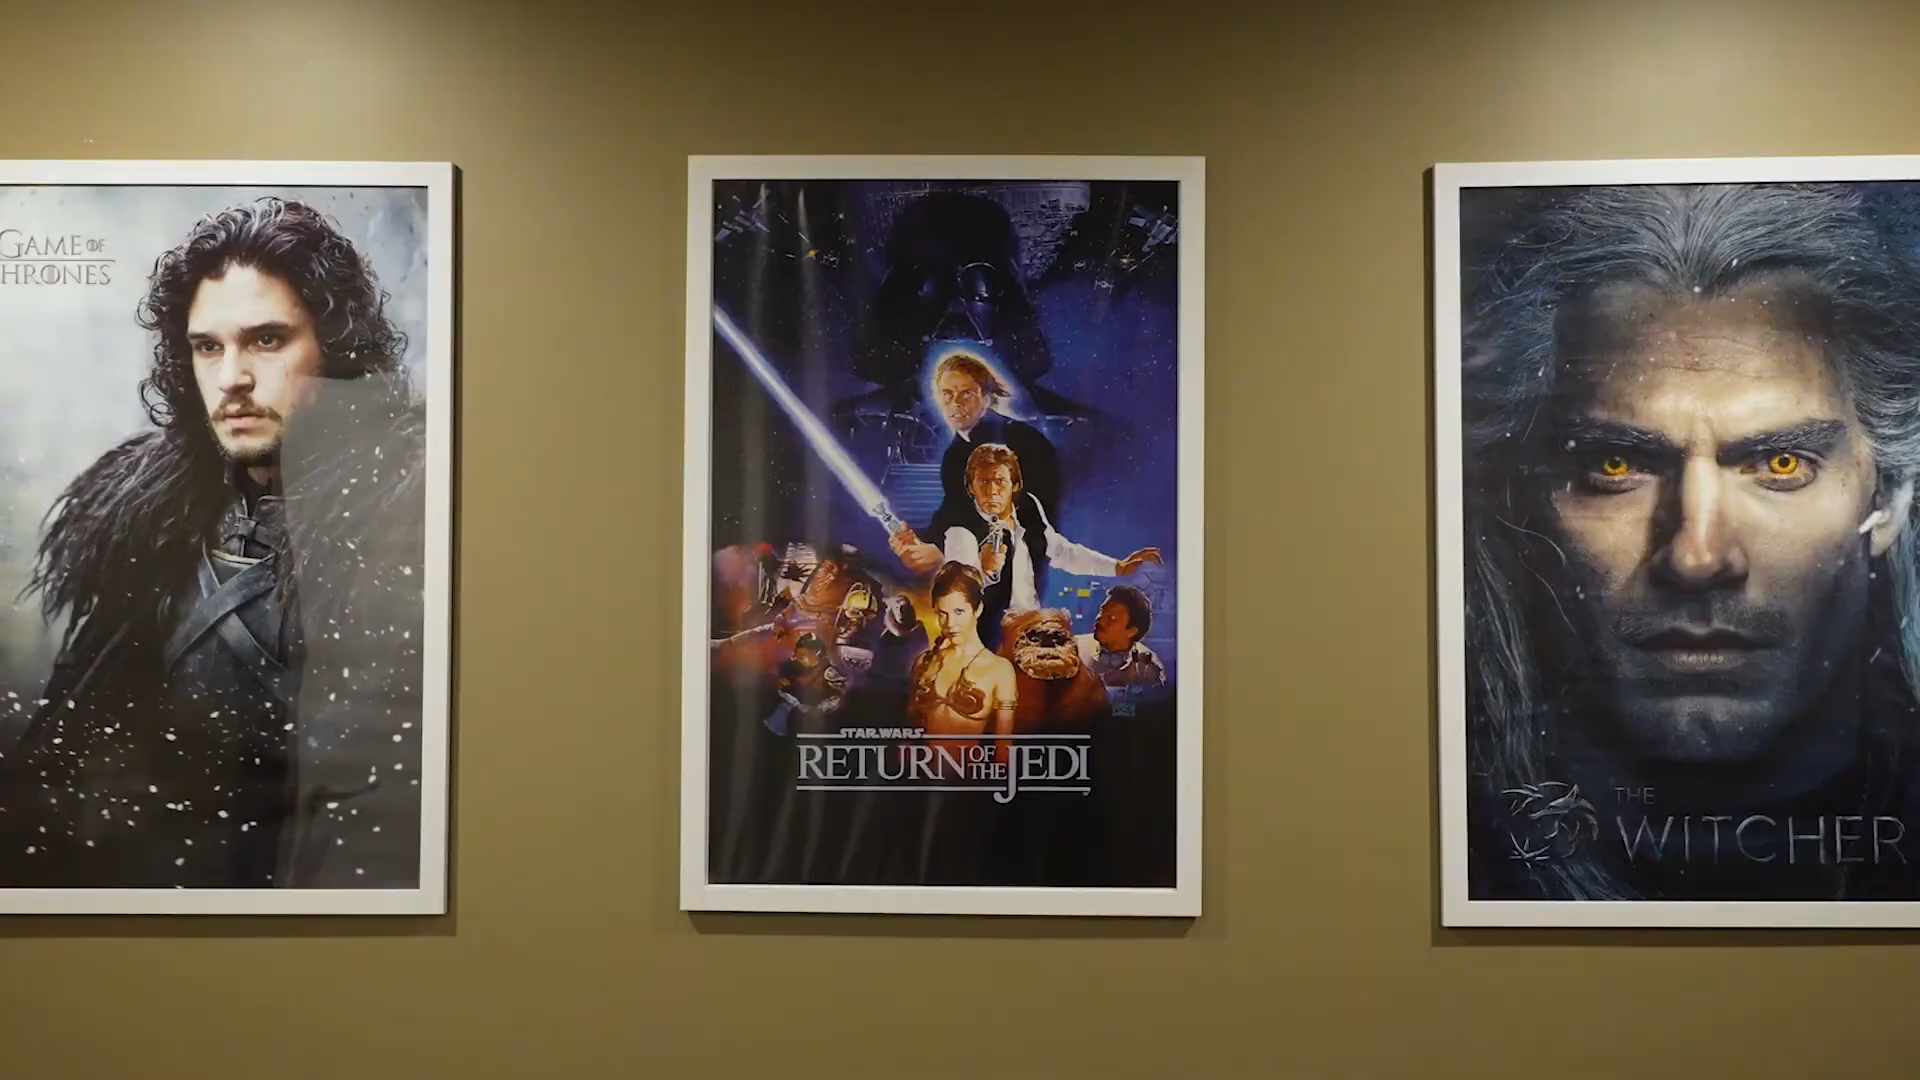 GAME OF
HRONES
STAR WARS
RETURN OF THE JEDI
THE
WITCHER